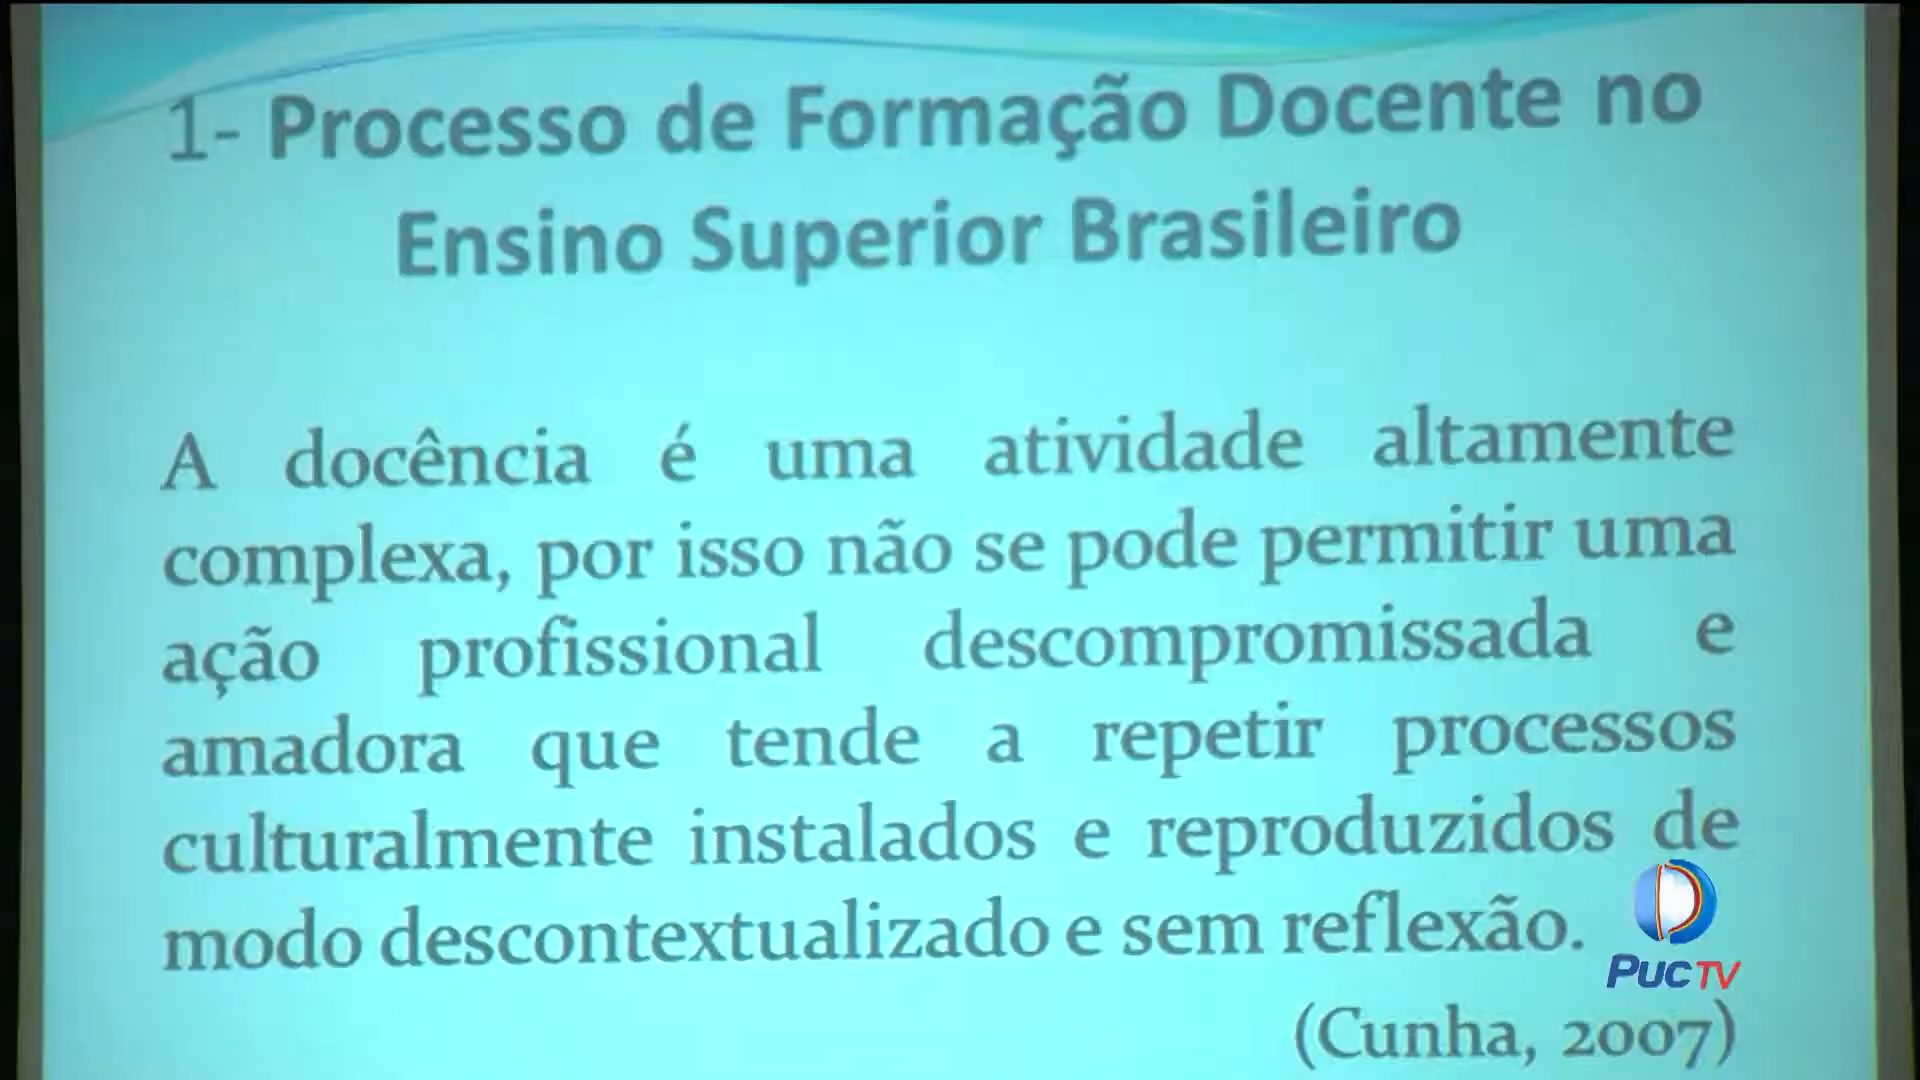 1- Processo de Formação Docente no
Ensino Superior Brasileiro
A docência é uma atividade altamente
complexa, por isso não se pode permitir uma
ação profissional descompromissada e
amadora que tende a repetir processos
culturalmente instalados e reproduzidos de
modo descontextualizado e sem reflexão.
PUC TV
(Cunha, 2007)